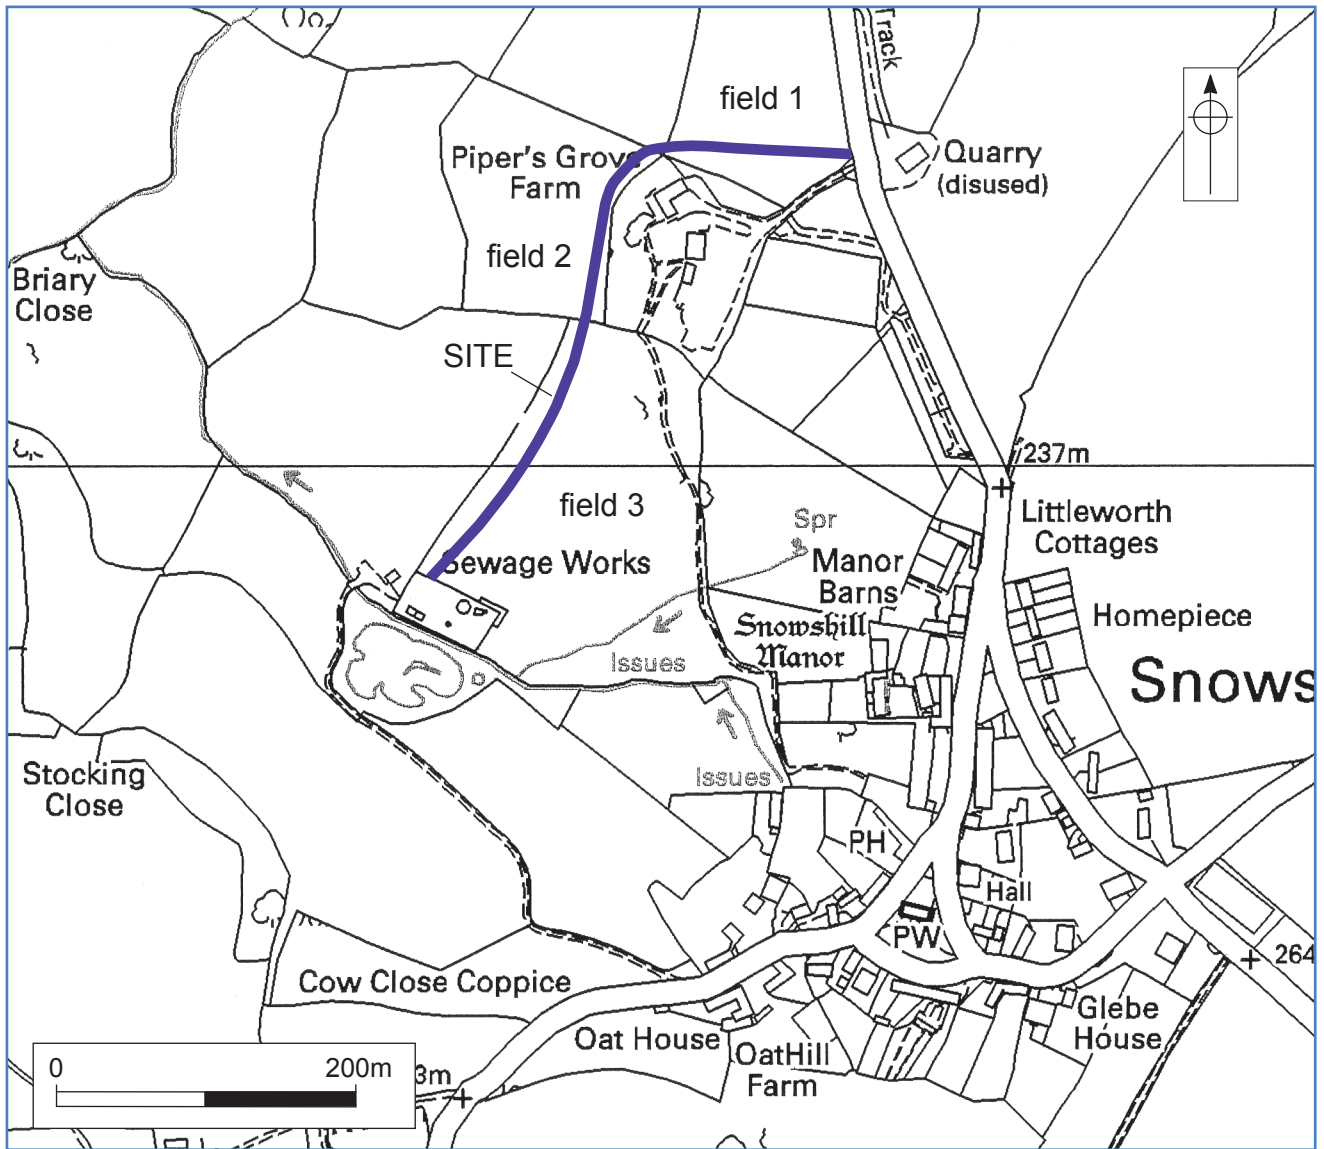 Track
field 1
Quarry
(disused)
Piper's Grove
Farm
field 2
Briary
Close
SITE
237m
field 3
Spr
Littleworth
Cottages
Sewage Works
Manor
Barns
Homepiece
Snowshill
Manor
Issues
Snows
Issues
Stocking
Close
PH
Hall
PW
264
Cow Close Coppice
Glebe
House
Oat House
OatHill
Farm
0
200m
3m